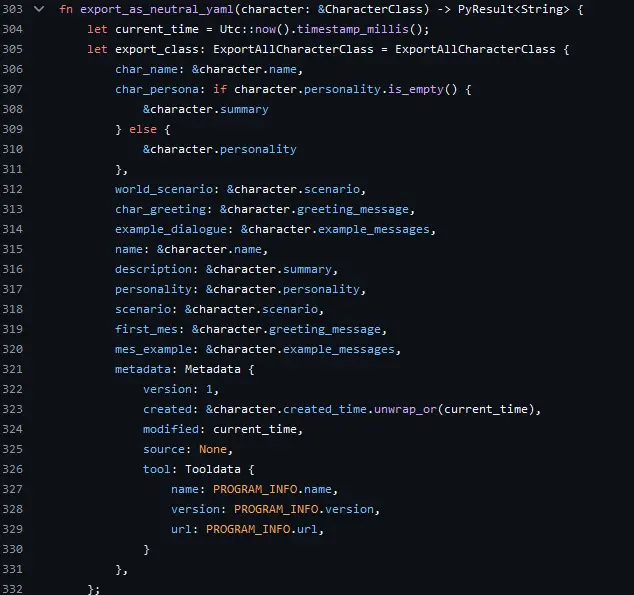 303 fn export_as_neutral_yaml(character: &CharacterClass) -> PyResult<String> {
304     let current_time = Utc::now().timestamp_millis();
305     let export_class: ExportAllCharacterClass = ExportAllCharacterClass {
306         char_name: &character.name,
307         char_persona: if character.personality.is_empty() {
308             &character.summary
309         } else {
310             &character.personality
311         },
312         world_scenario: &character.scenario,
313         char_greeting: &character.greeting_message,
314         example_dialogue: &character.example_messages,
315         name: &character.name,
316         description: &character.summary,
317         personality: &character.personality,
318         scenario: &character.scenario,
319         first_mes: &character.greeting_message,
320         mes_example: &character.example_messages,
321         metadata: Metadata {
322             version: 1,
323             created: &character.created_time.unwrap_or(current_time),
324             modified: current_time,
325             source: None,
326             tool: Tooldata {
327                 name: PROGRAM_INFO.name,
328                 version: PROGRAM_INFO.version,
329                 url: PROGRAM_INFO.url,
330             }
331         },
332     };